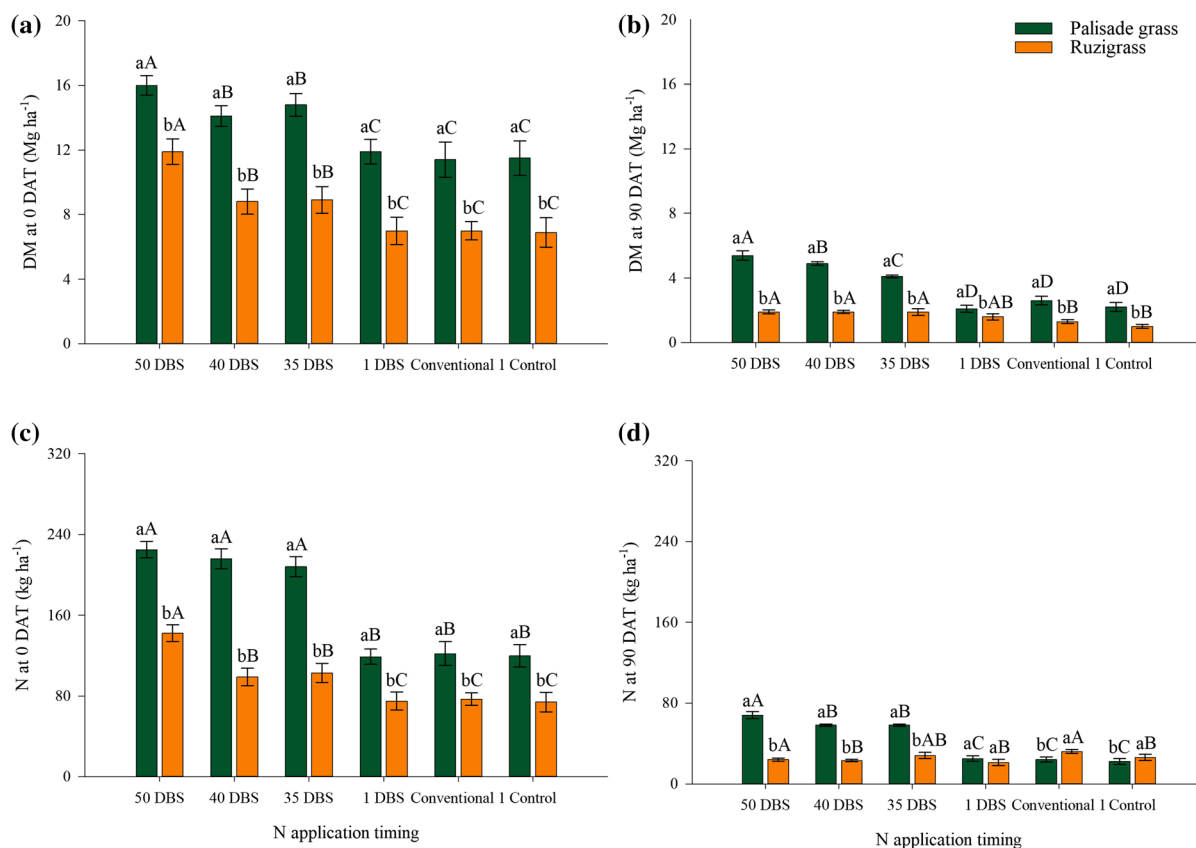 (a)
DM at 0 DAT (Mg ha⁻¹)
20
16
12
8
4
0
aA
bA
aB
bB
aB
bB
aC
bC
aC
bC
aC
bC
50 DBS
40 DBS
35 DBS
1 DBS
Conventional
1 Control
(b)
Palisade grass
Ruzigrass
DM at 90 DAT (Mg ha⁻¹)
20
16
12
8
4
0
aA
bA
aB
bA
aC
bA
aD
bAB
aD
bB
aD
bB
50 DBS
40 DBS
35 DBS
1 DBS
Conventional
1 Control
(c)
N at 0 DAT (kg ha⁻¹)
320
240
160
80
0
aA
bA
aA
bB
aA
bB
aB
bC
aB
bC
aB
bC
50 DBS
40 DBS
35 DBS
1 DBS
Conventional
1 Control
N application timing
(d)
N at 90 DAT (kg ha⁻¹)
320
240
160
80
0
aA
bA
aB
bB
aB
bAB
aC
aB
bC
aA
bC
aB
50 DBS
40 DBS
35 DBS
1 DBS
Conventional
1 Control
N application timing